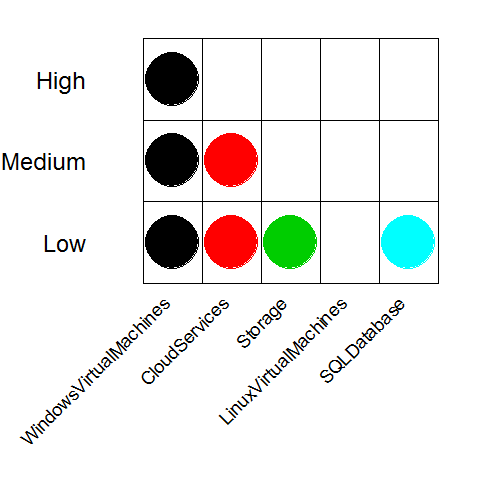 High
Medium
Low
WindowsVirtualMachines
CloudServices
Storage
LinuxVirtualMachines
SQLDatabase